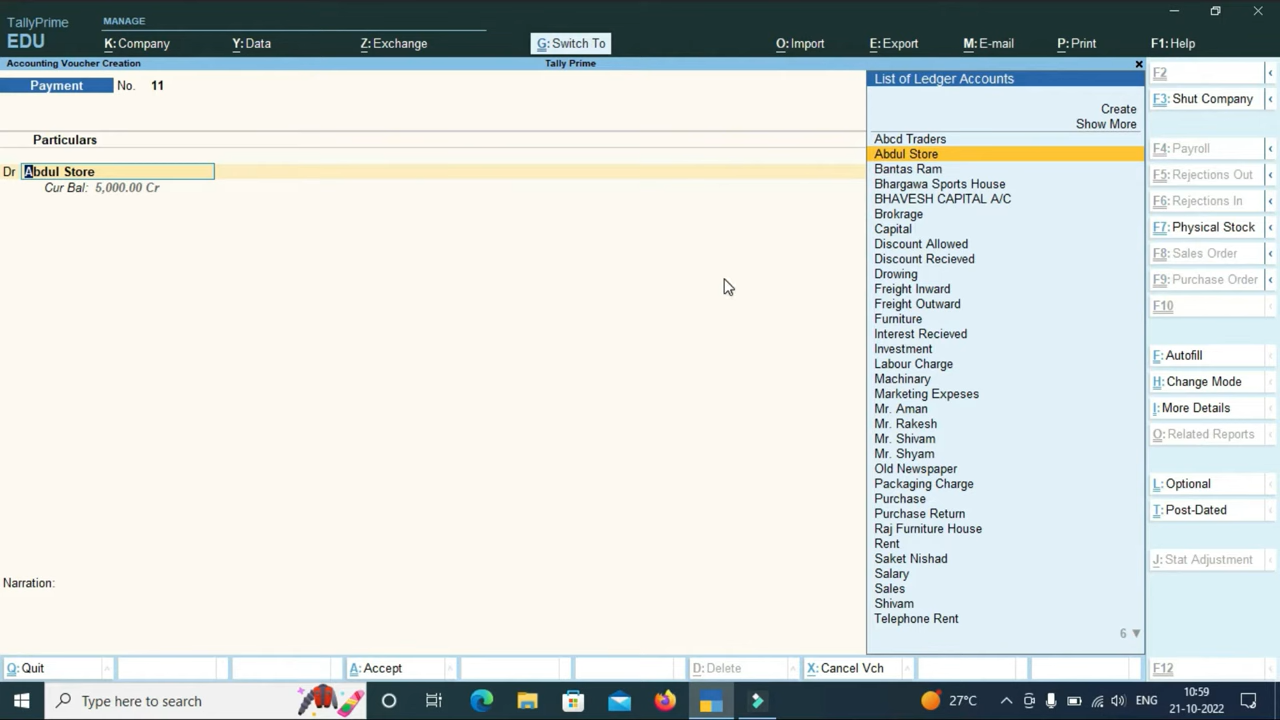 TallyPrime
EDU
MANAGE
K: Company
Y: Data
Z: Exchange
G: Switch To
O: Import
E: Export
M: E-mail
P: Print
F1: Help
Accounting Voucher Creation
Tally Prime
Payment No. 11
Particulars
Dr Abdul Store
Cur Bal: 5,000.00 Cr
Narration:
List of Ledger Accounts
Create
Show More
Abcd Traders
Abdul Store
Bantas Ram
Bhargawa Sports House
BHAVESH CAPITAL A/C
Brokrage
Capital
Discount Allowed
Discount Recieved
Drowing
Freight Inward
Freight Outward
Furniture
Interest Recieved
Investment
Labour Charge
Machinary
Marketing Expeses
Mr. Aman
Mr. Rakesh
Mr. Shivam
Mr. Shyam
Old Newspaper
Packaging Charge
Purchase
Purchase Return
Raj Furniture House
Rent
Saket Nishad
Salary
Sales
Shivam
Telephone Rent
6 ▼
F2
F3: Shut Company
F4: Payroll
F5: Rejections Out
F6: Rejections In
F7: Physical Stock
F8: Sales Order
F9: Purchase Order
F10
F: Autofill
H: Change Mode
I: More Details
O: Related Reports
L: Optional
T: Post-Dated
J: Stat Adjustment
Q: Quit
A: Accept
D: Delete
X: Cancel Vch
F12
Type here to search
27°C
ENG
10:59
21-10-2022